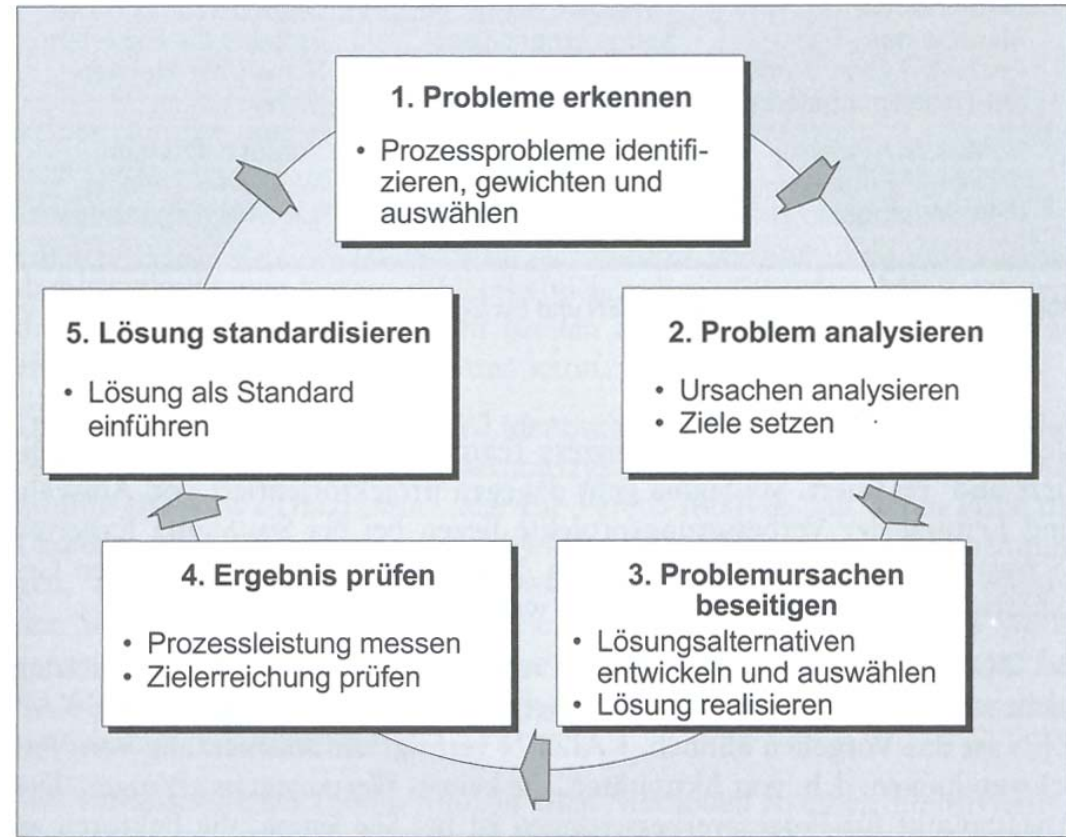 1. Probleme erkennen
• Prozessprobleme identifi-
zieren, gewichten und
auswählen
2. Problem analysieren
• Ursachen analysieren
• Ziele setzen
3. Problemursachen
beseitigen
• Lösungsalternativen
entwickeln und auswählen
• Lösung realisieren
4. Ergebnis prüfen
• Prozessleistung messen
• Zielerreichung prüfen
5. Lösung standardisieren
• Lösung als Standard
einführen